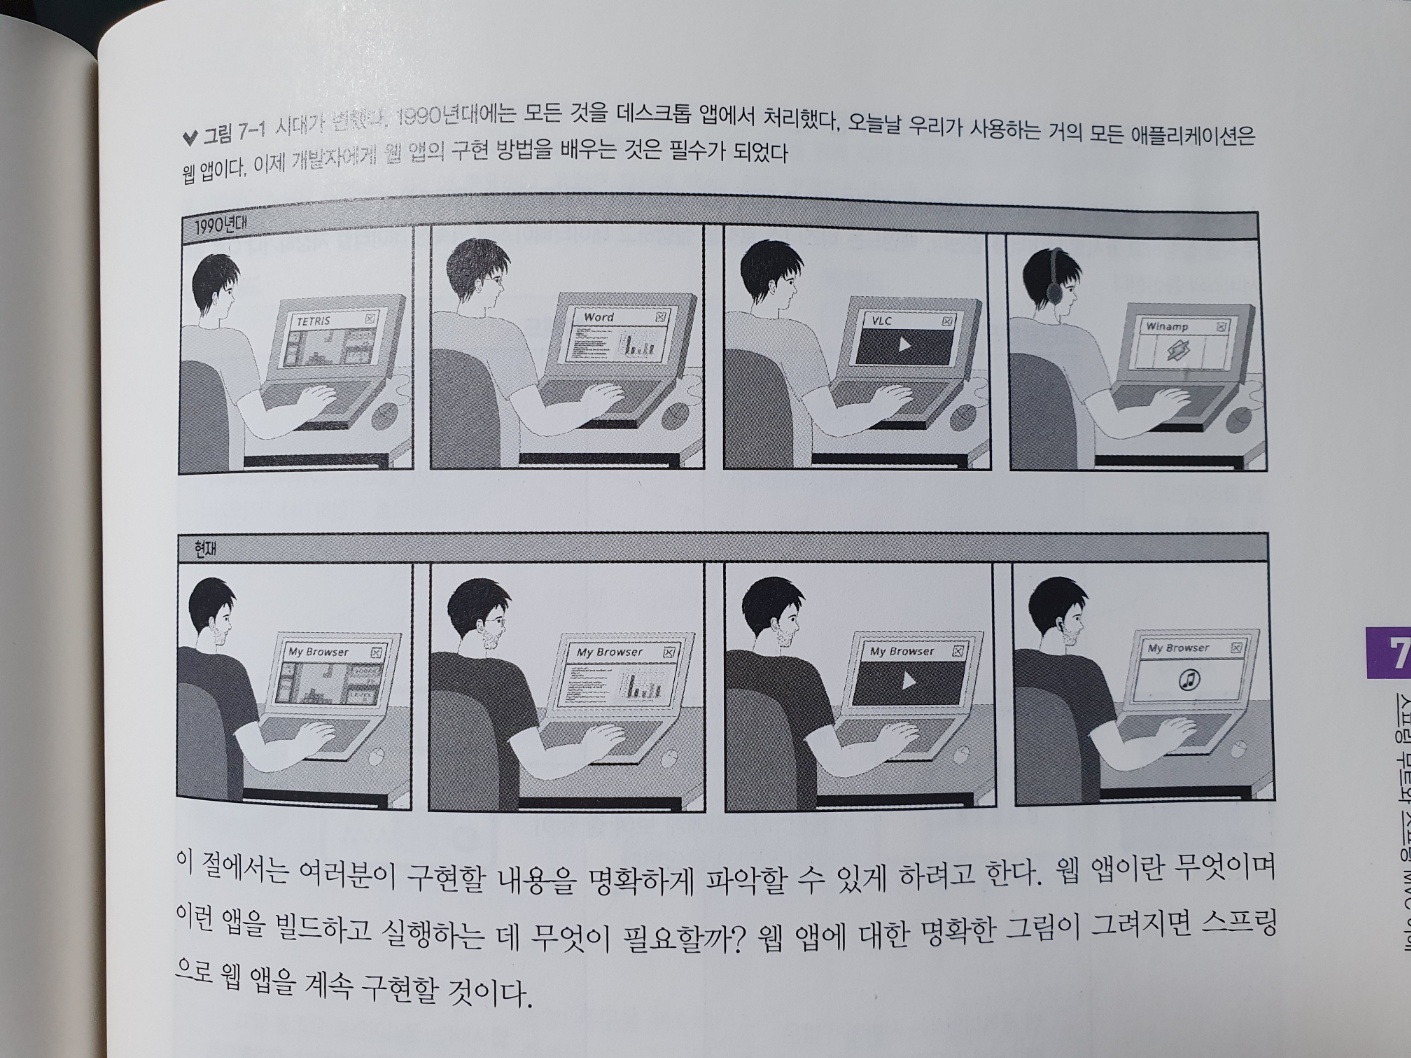 그림 7-1 시대가 변했다. 1990년대에는 모든 것을 데스크톱 앱에서 처리했다. 오늘날 우리가 사용하는 거의 모든 애플리케이션은
웹 앱이다. 이제 개발자에게 웹 앱의 구현 방법을 배우는 것은 필수가 되었다
1990년대
TETRIS
Word
VLC
Winamp
현재
My Browser
My Browser
My Browser
My Browser
이 절에서는 여러분이 구현할 내용을 명확하게 파악할 수 있게 하려고 한다. 웹 앱이란 무엇이며
이런 앱을 빌드하고 실행하는 데 무엇이 필요할까? 웹 앱에 대한 명확한 그림이 그려지면 스프링
으로 웹 앱을 계속 구현할 것이다.
7